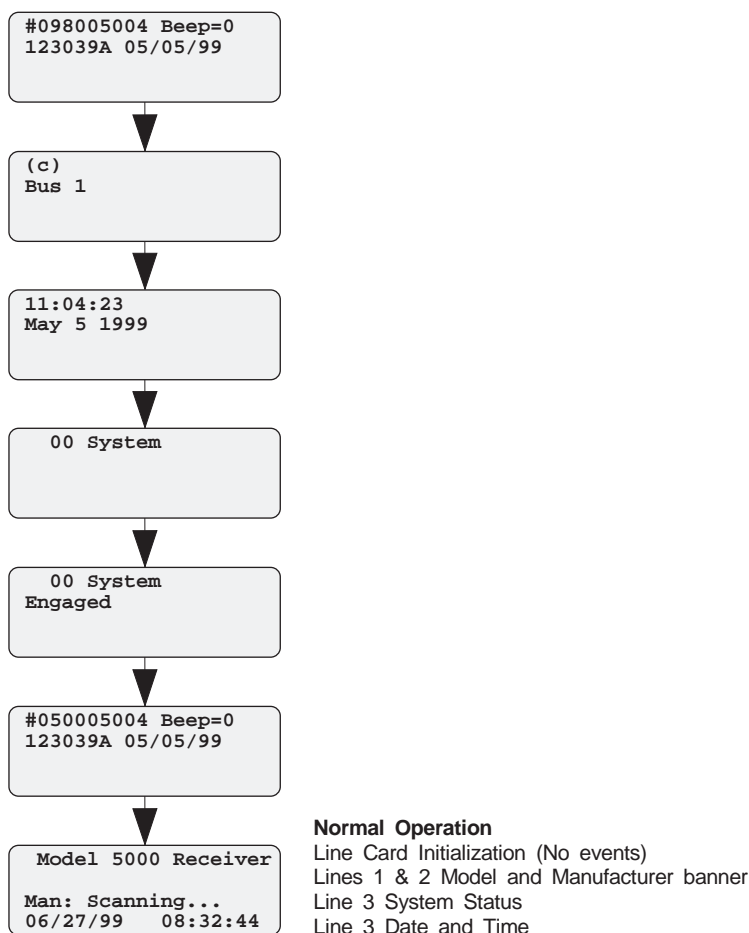 #098005004 Beep=0
123039A 05/05/99
(c)
Bus 1
11:04:23
May 5 1999
00 System
00 System
Engaged
#050005004 Beep=0
123039A 05/05/99
Model 5000 Receiver
Man: Scanning...
06/27/99 08:32:44
Normal Operation
Line Card Initialization (No events)
Lines 1 & 2 Model and Manufacturer banner
Line 3 System Status
Line 3 Date and Time